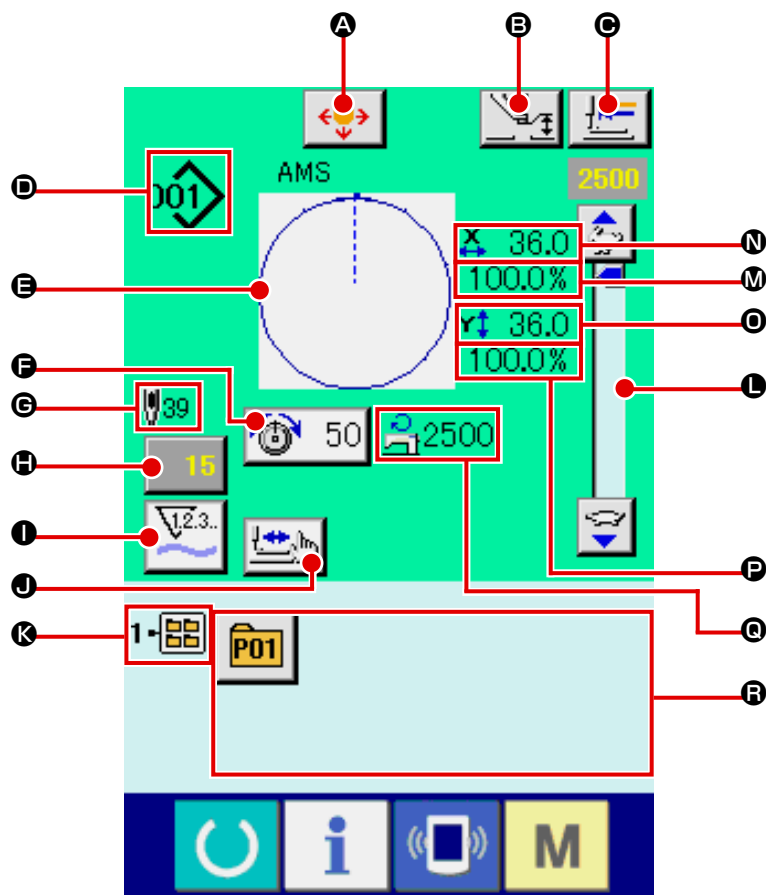 A B C
D 001 AMS 2500
E X 36.0 N
100.0% M
Y 36.0 O
100.0% L
F
G 39 50 2500
H 15
I 1.2.3..
J P
K 1 P01 Q
R
i M